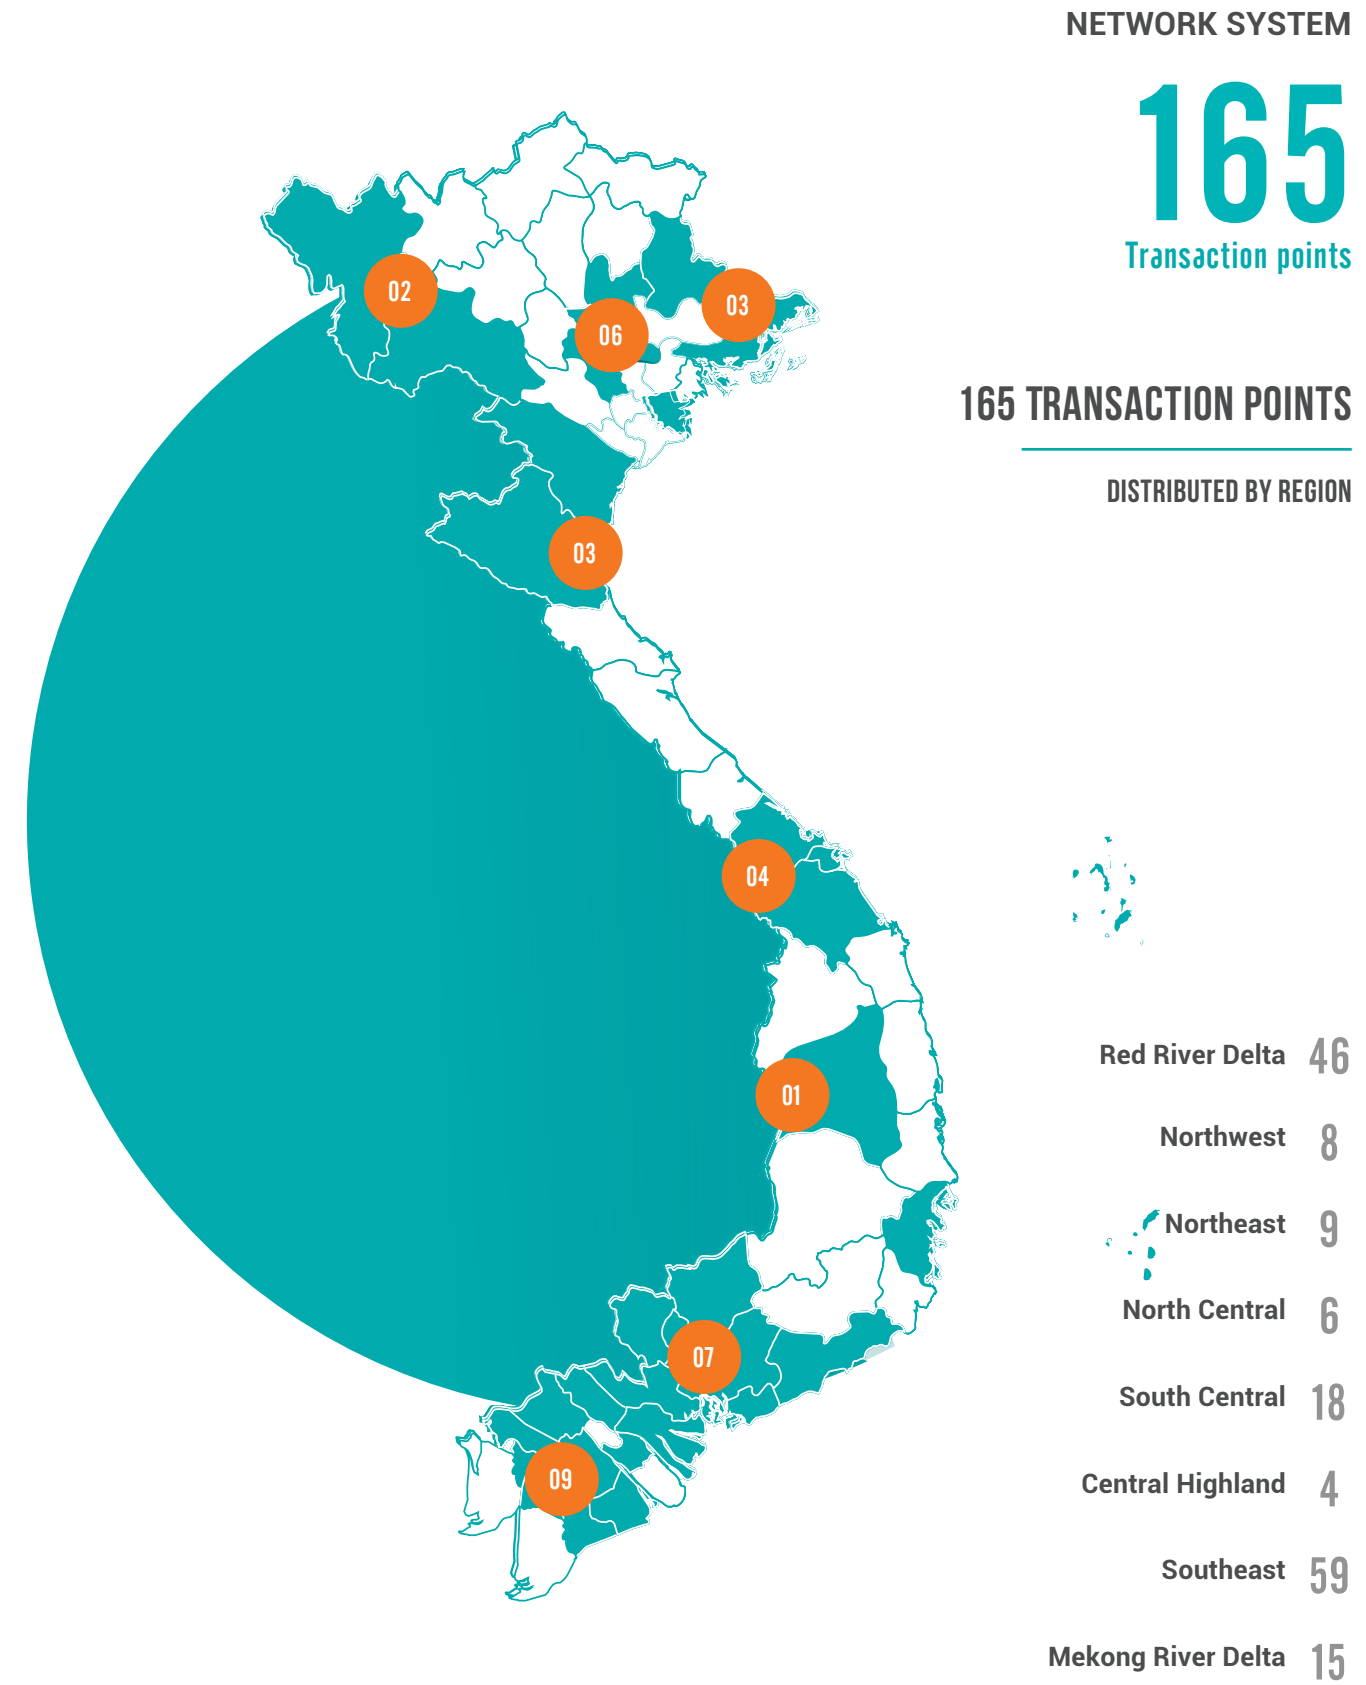 NETWORK SYSTEM
165
Transaction points
02
03
06
165 TRANSACTION POINTS
DISTRIBUTED BY REGION
03
04
01
07
09
Red River Delta 46
Northwest 8
Northeast 9
North Central 6
South Central 18
Central Highland 4
Southeast 59
Mekong River Delta 15